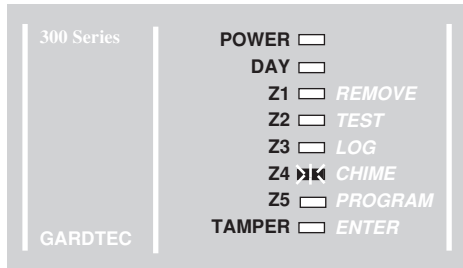 300 Series
POWER
DAY
Z1 REMOVE
Z2 TEST
Z3 LOG
Z4 CHIME
Z5 PROGRAM
TAMPER ENTER
GARDTEC